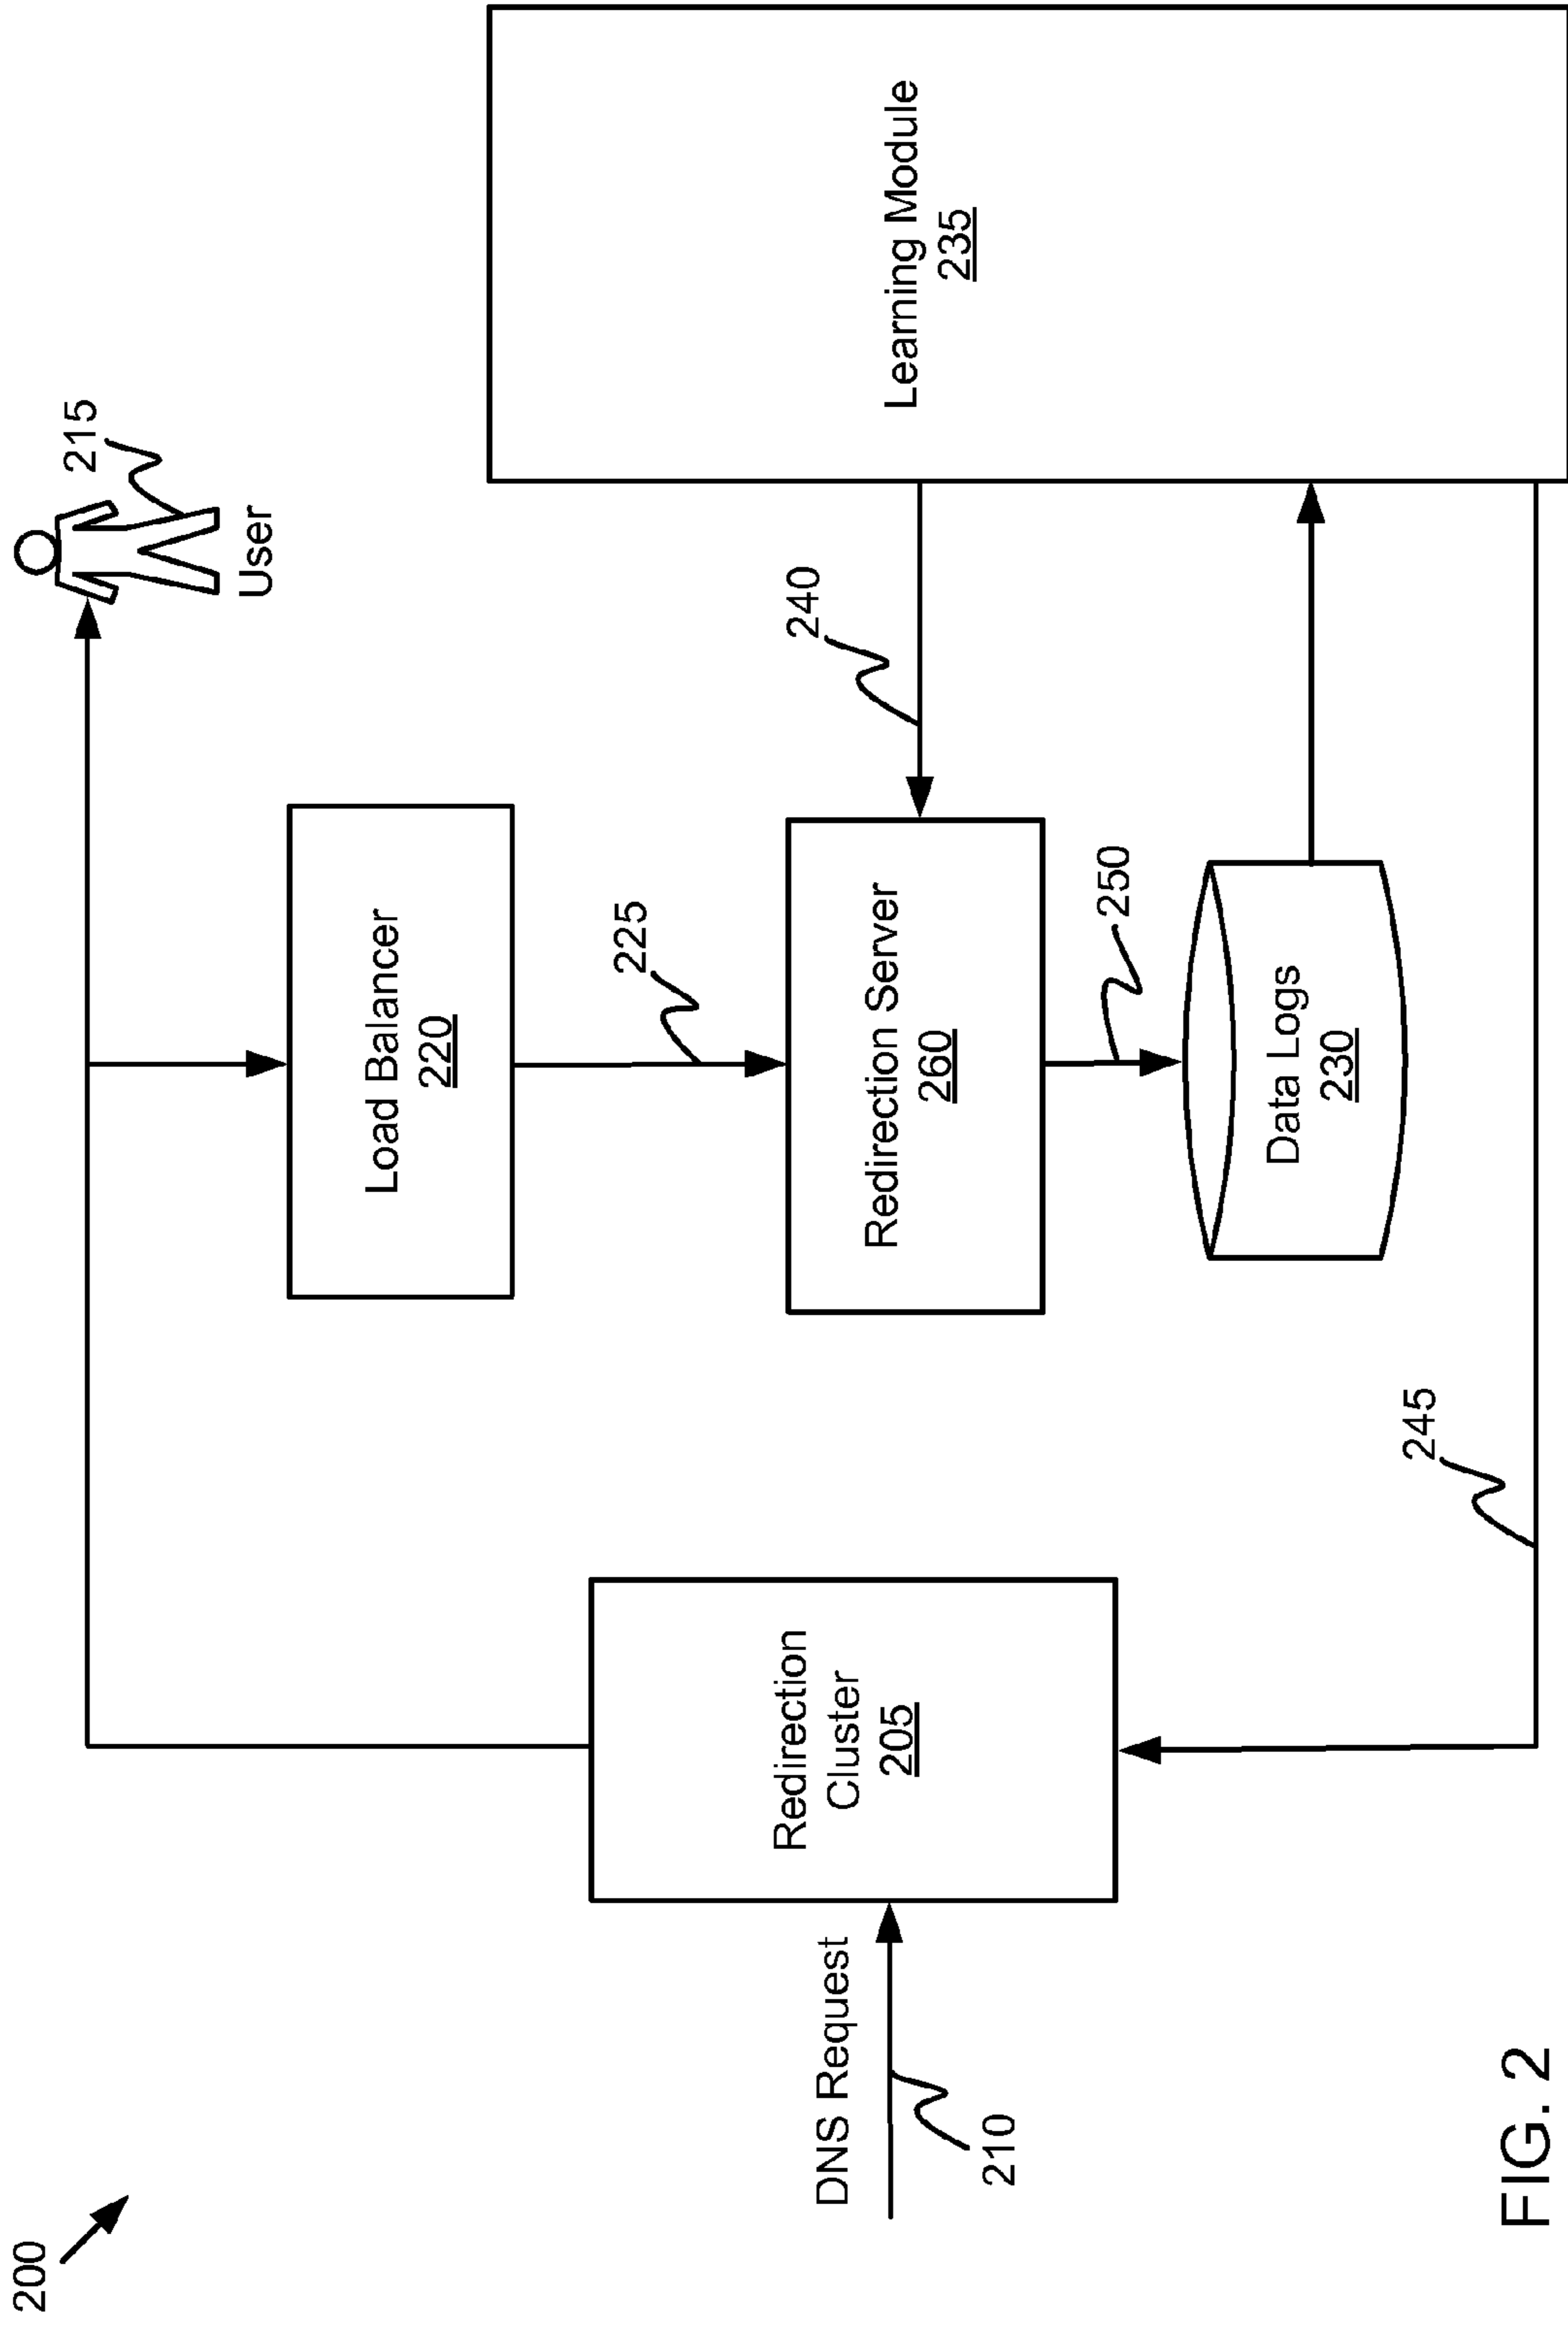 200
215
User
Load Balancer
220
225
Redirection
Cluster
205
DNS Request
210
Redirection Server
260
240
Learning Module
235
250
Data Logs
230
245
FIG. 2